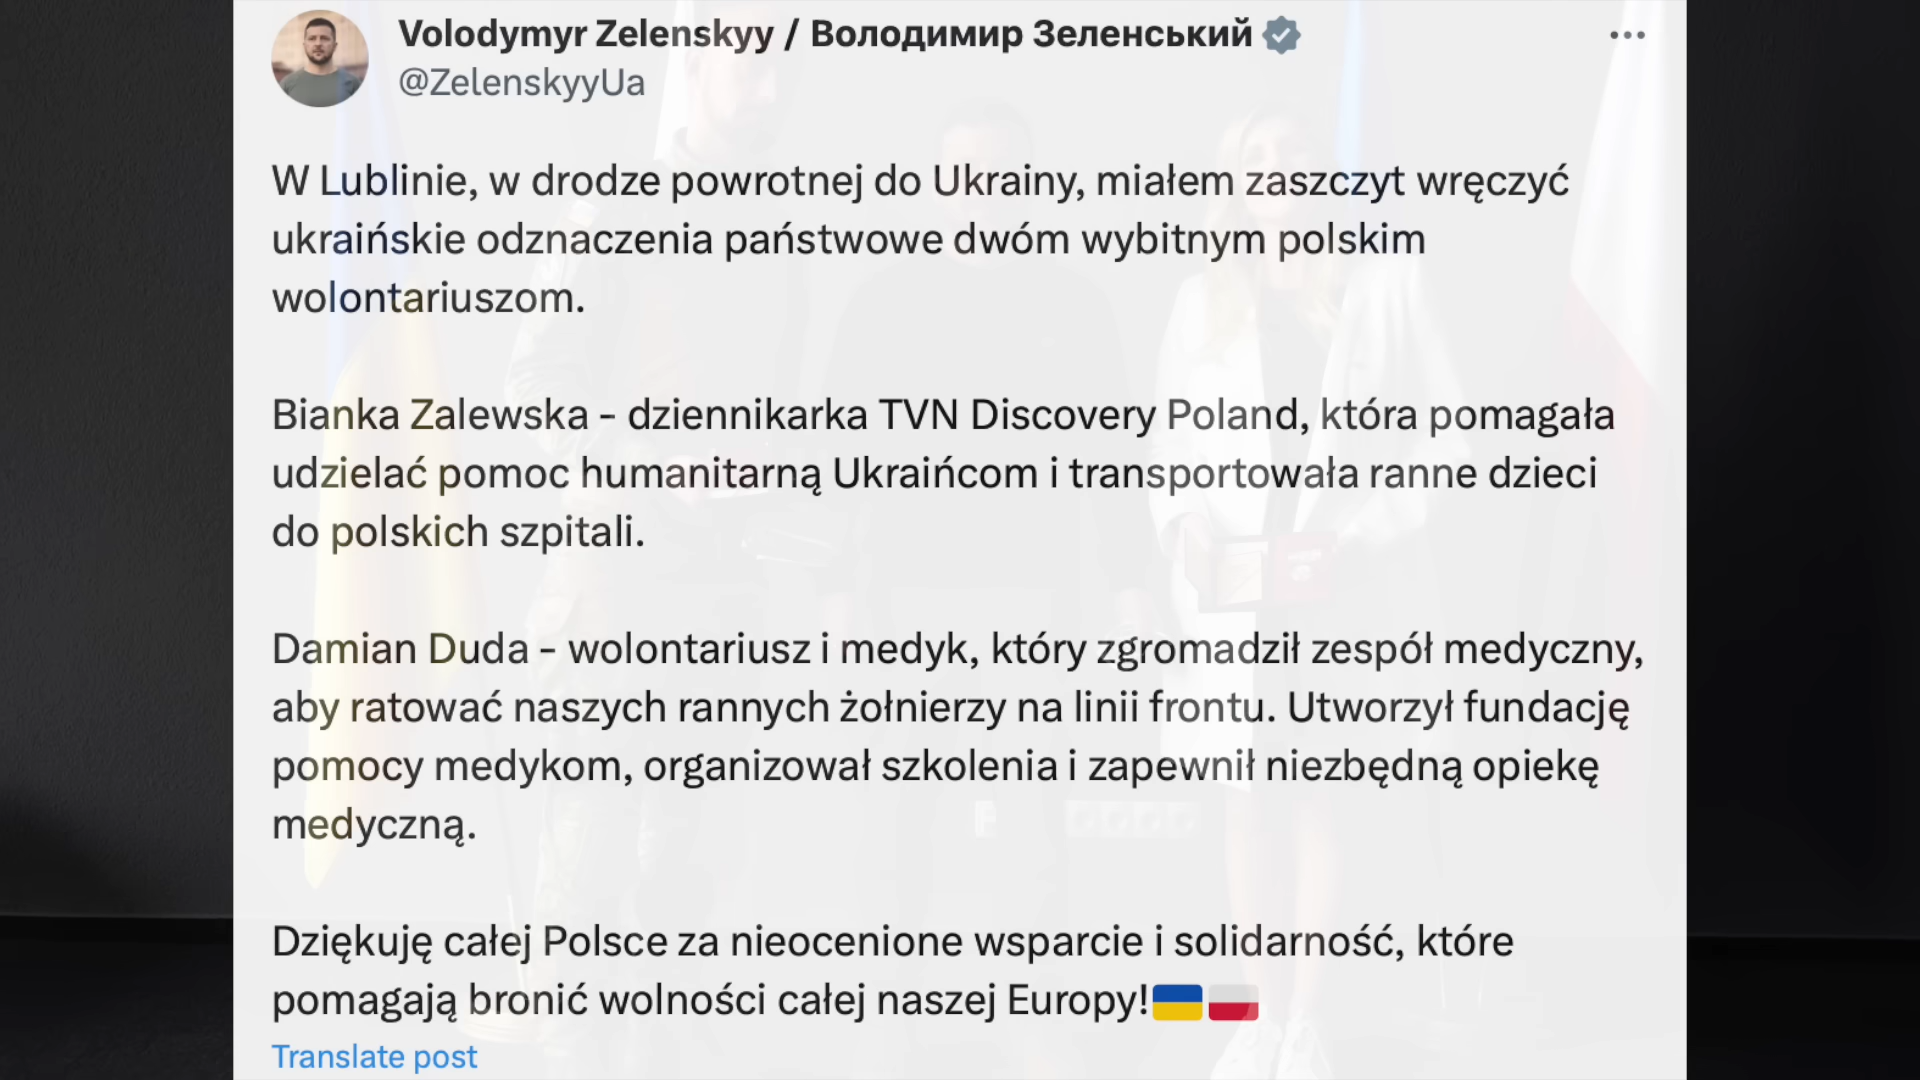 Volodymyr Zelenskyy / Володимир Зеленський
@ZelenskyyUa
W Lublinie, w drodze powrotnej do Ukrainy, miałem zaszczyt wręczyć
ukraińskie odznaczenia państwowe dwóm wybitnym polskim
wolontariuszom.
Bianka Zalewska - dziennikarka TVN Discovery Poland, która pomagała
udzielać pomoc humanitarną Ukraińcom i transportowała ranne dzieci
do polskich szpitali.
Damian Duda - wolontariusz i medyk, który zgromadził zespół medyczny,
aby ratować naszych rannych żołnierzy na linii frontu. Utworzył fundację
pomocy medykom, organizował szkolenia i zapewnił niezbędną opiekę
medyczną.
Dziękuję całej Polsce za nieocenione wsparcie i solidarność, które
pomagają bronić wolności całej naszej Europy!🇺🇦🇵🇱
Translate post